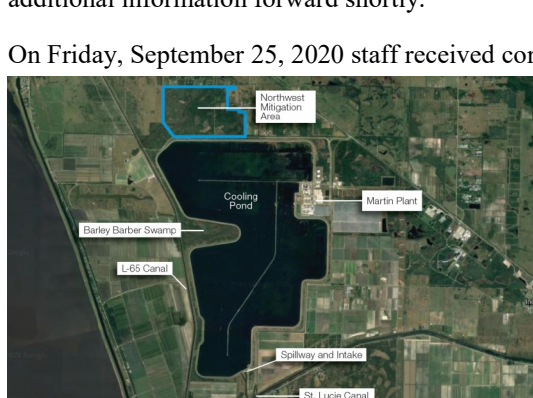 additional information forward shortly.
On Friday, September 25, 2020 staff received
Northwest
Mitigation
Area
Cooling
Pond
Martin Plant
Barley Barber Swamp
L-65 Canal
Spillway and Intake
St. Lucie Canal